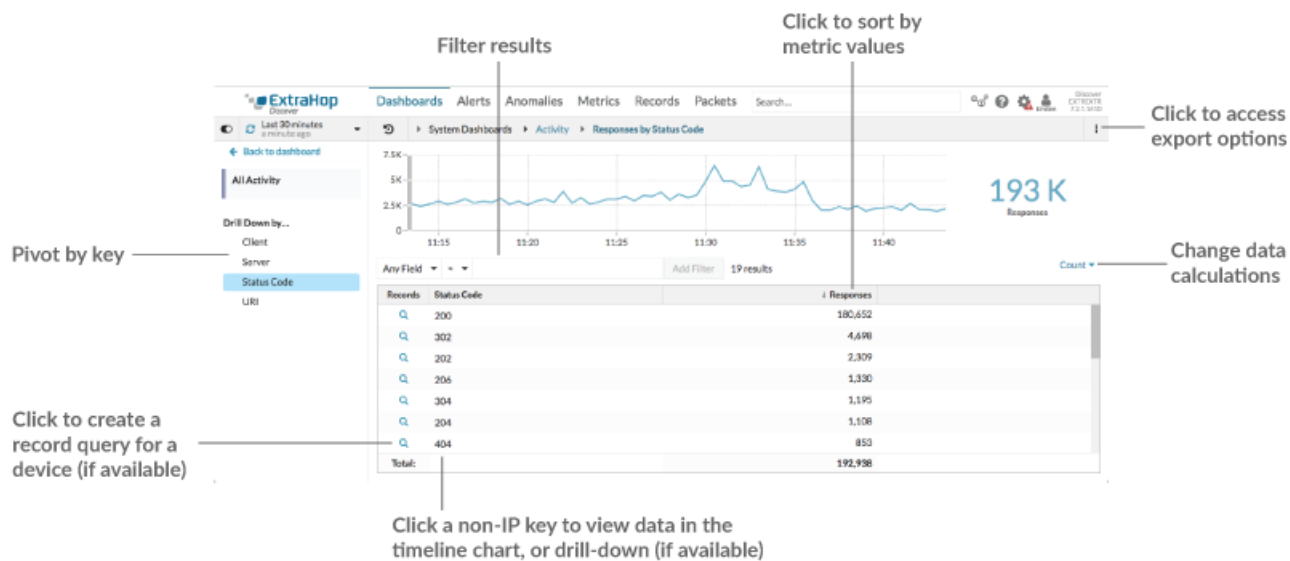 Click to sort by
metric values
Filter results
ExtraHop
Discover
Dashboards Alerts Anomalies Metrics Records Packets Search...
Discover
Last 30 minutes
a minute ago
System Dashboards Activity Responses by Status Code
Click to access
export options
Back to dashboard
All Activity
Drill Down by...
Client
Server
Status Code
URI
Pivot by key
7.5K
5K
2.5K
0
11:15 11:20 11:25 11:30 11:35 11:40
193 K
Responses
Any Field ≈ Add Filter 19 results
Count
Change data
calculations
Records Status Code ↓ Responses
200 180,652
302 4,698
202 2,309
206 1,330
304 1,195
204 1,108
404 853
Total: 192,938
Click to create a
record query for a
device (if available)
Click a non-IP key to view data in the
timeline chart, or drill-down (if available)